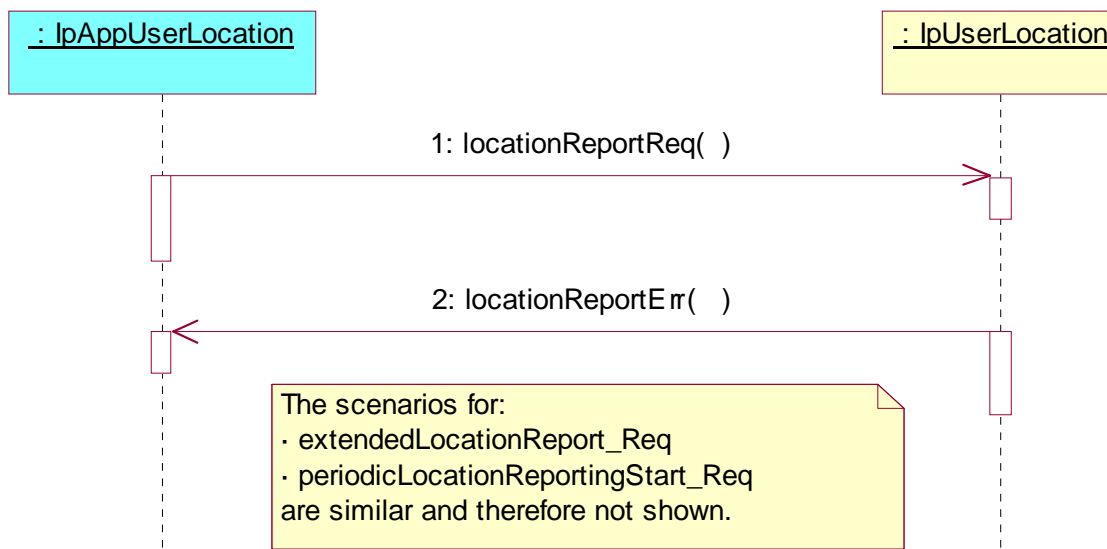 : IpAppUserLocation
: IpUserLocation
1: locationReportReq( )
2: locationReportErr( )
The scenarios for:
· extendedLocationReport_Req
· periodicLocationReportingStart_Req
are similar and therefore not shown.